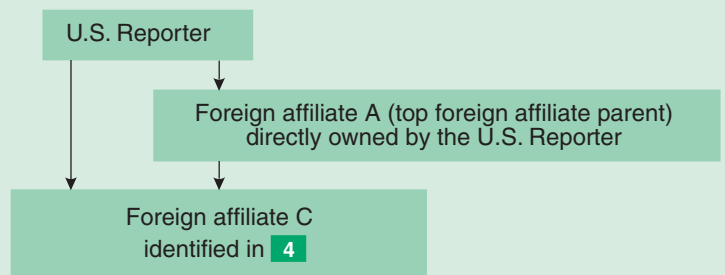 U.S. Reporter
Foreign affiliate A (top foreign affiliate parent)
directly owned by the U.S. Reporter
Foreign affiliate C
identified in 4